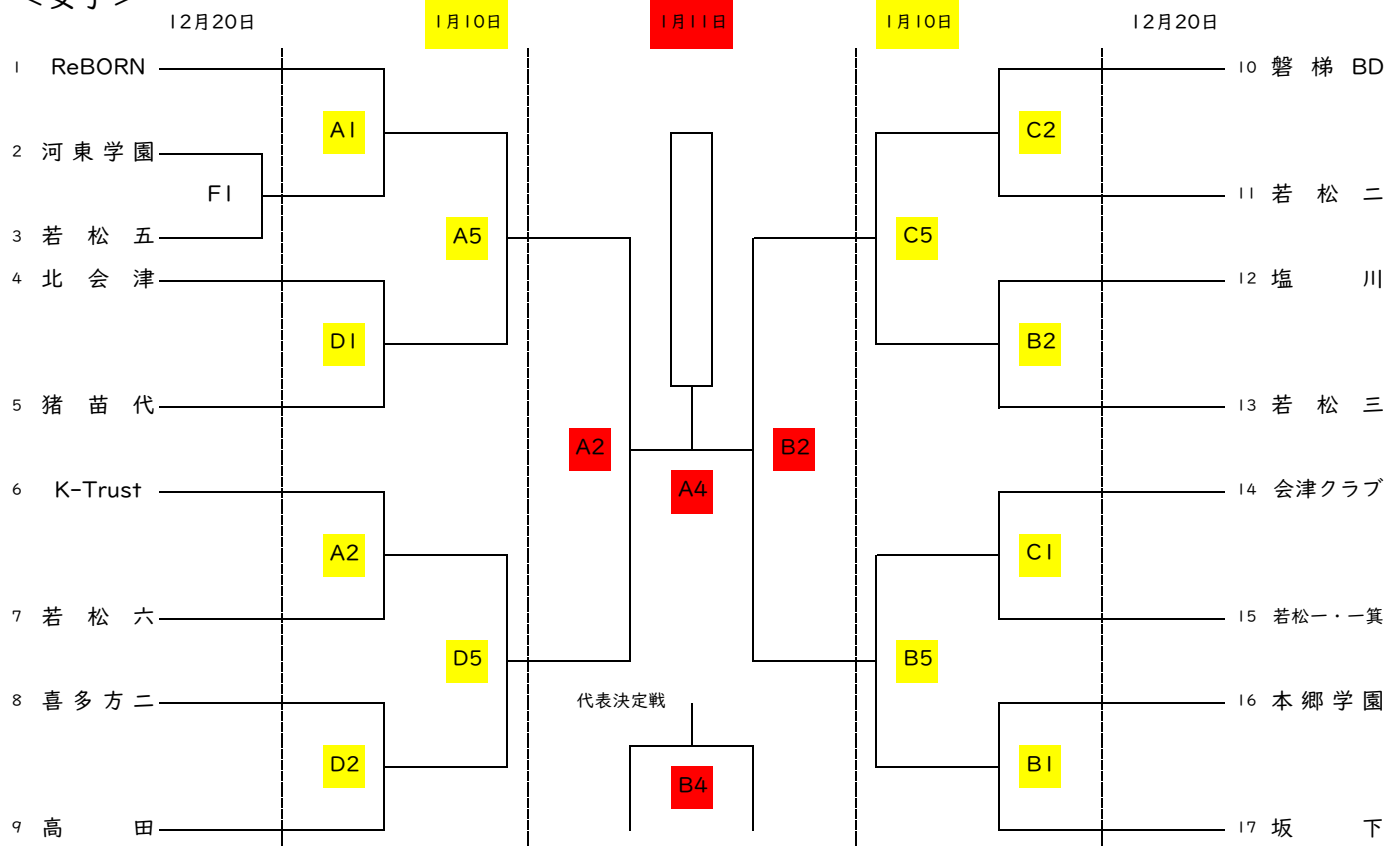 ＜女子＞
12月20日 1月10日 1月11日 1月10日 12月20日
1 ReBORN 10 磐梯 BD
A1 C2
2 河東学園
F1 11 若松二
3 若松五 A5 C5
4 北会津 12 塩川
D1 B2
5 猪苗代 13 若松三
A2 B2
6 K-Trust A4 14 会津クラブ
A2 C1
7 若松六 15 若松一・一箕
D5 B5
8 喜多方二 代表決定戦 16 本郷学園
D2 B4 B1
9 高田 17 坂下